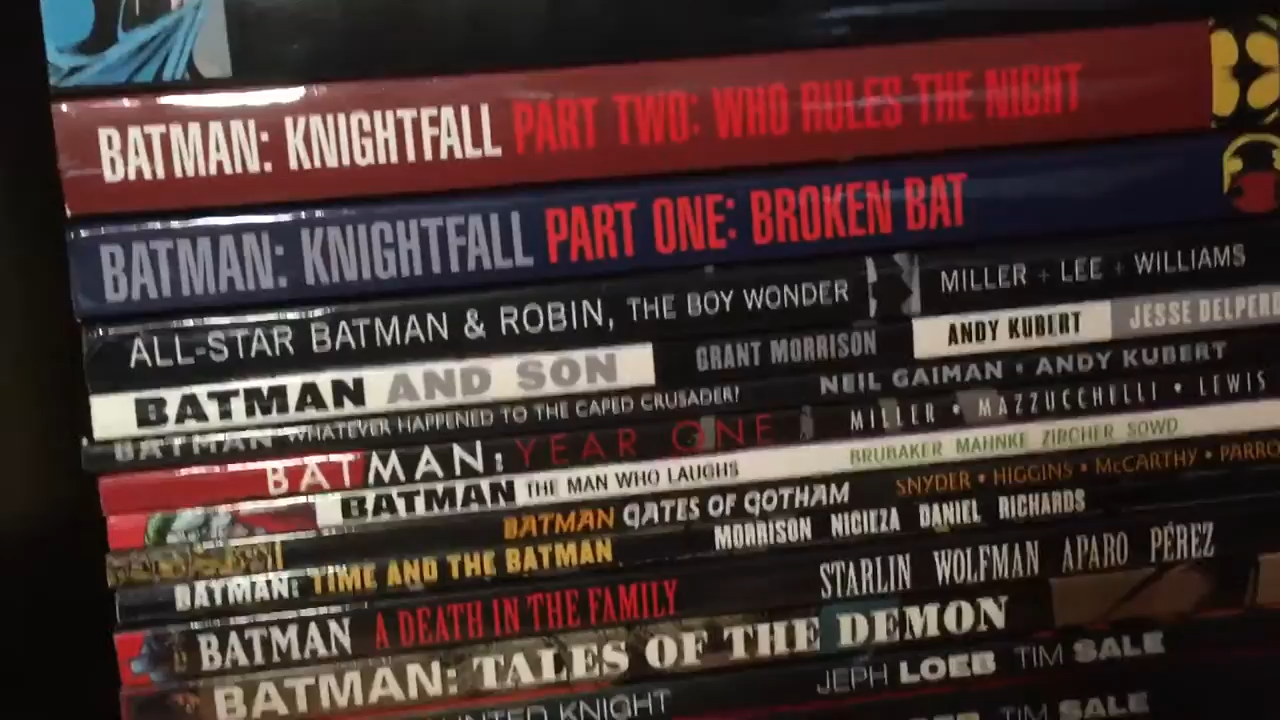 BATMAN: KNIGHTFALL PART TWO: WHO RULES THE NIGHT
BATMAN: KNIGHTFALL PART ONE: BROKEN BAT
ALL-STAR BATMAN & ROBIN, THE BOY WONDER MILLER + LEE + WILLIAMS
BATMAN AND SON GRANT MORRISON ANDY KUBERT JESSE
BATMAN WHATEVER HAPPENED TO THE CAPED CRUSADER? NEIL GAIMAN • ANDY KUBERT
BATMAN: YEAR ONE MILLER • MAZZUCCHELLI • LEWIS
BATMAN THE MAN WHO LAUGHS BRUBAKER MAHNKE ZIRCHER SOWD
BATMAN GATES OF GOTHAM SNYDER • HIGGINS • McCARTHY •
BATMAN: TIME AND THE BATMAN MORRISON NICIEZA DANIEL RICHARDS
BATMAN A DEATH IN THE FAMILY STARLIN WOLFMAN APARO PÉREZ
BATMAN: TALES OF THE DEMON
KNIGHT JEPH LOEB TIM SALE
TIM SALE